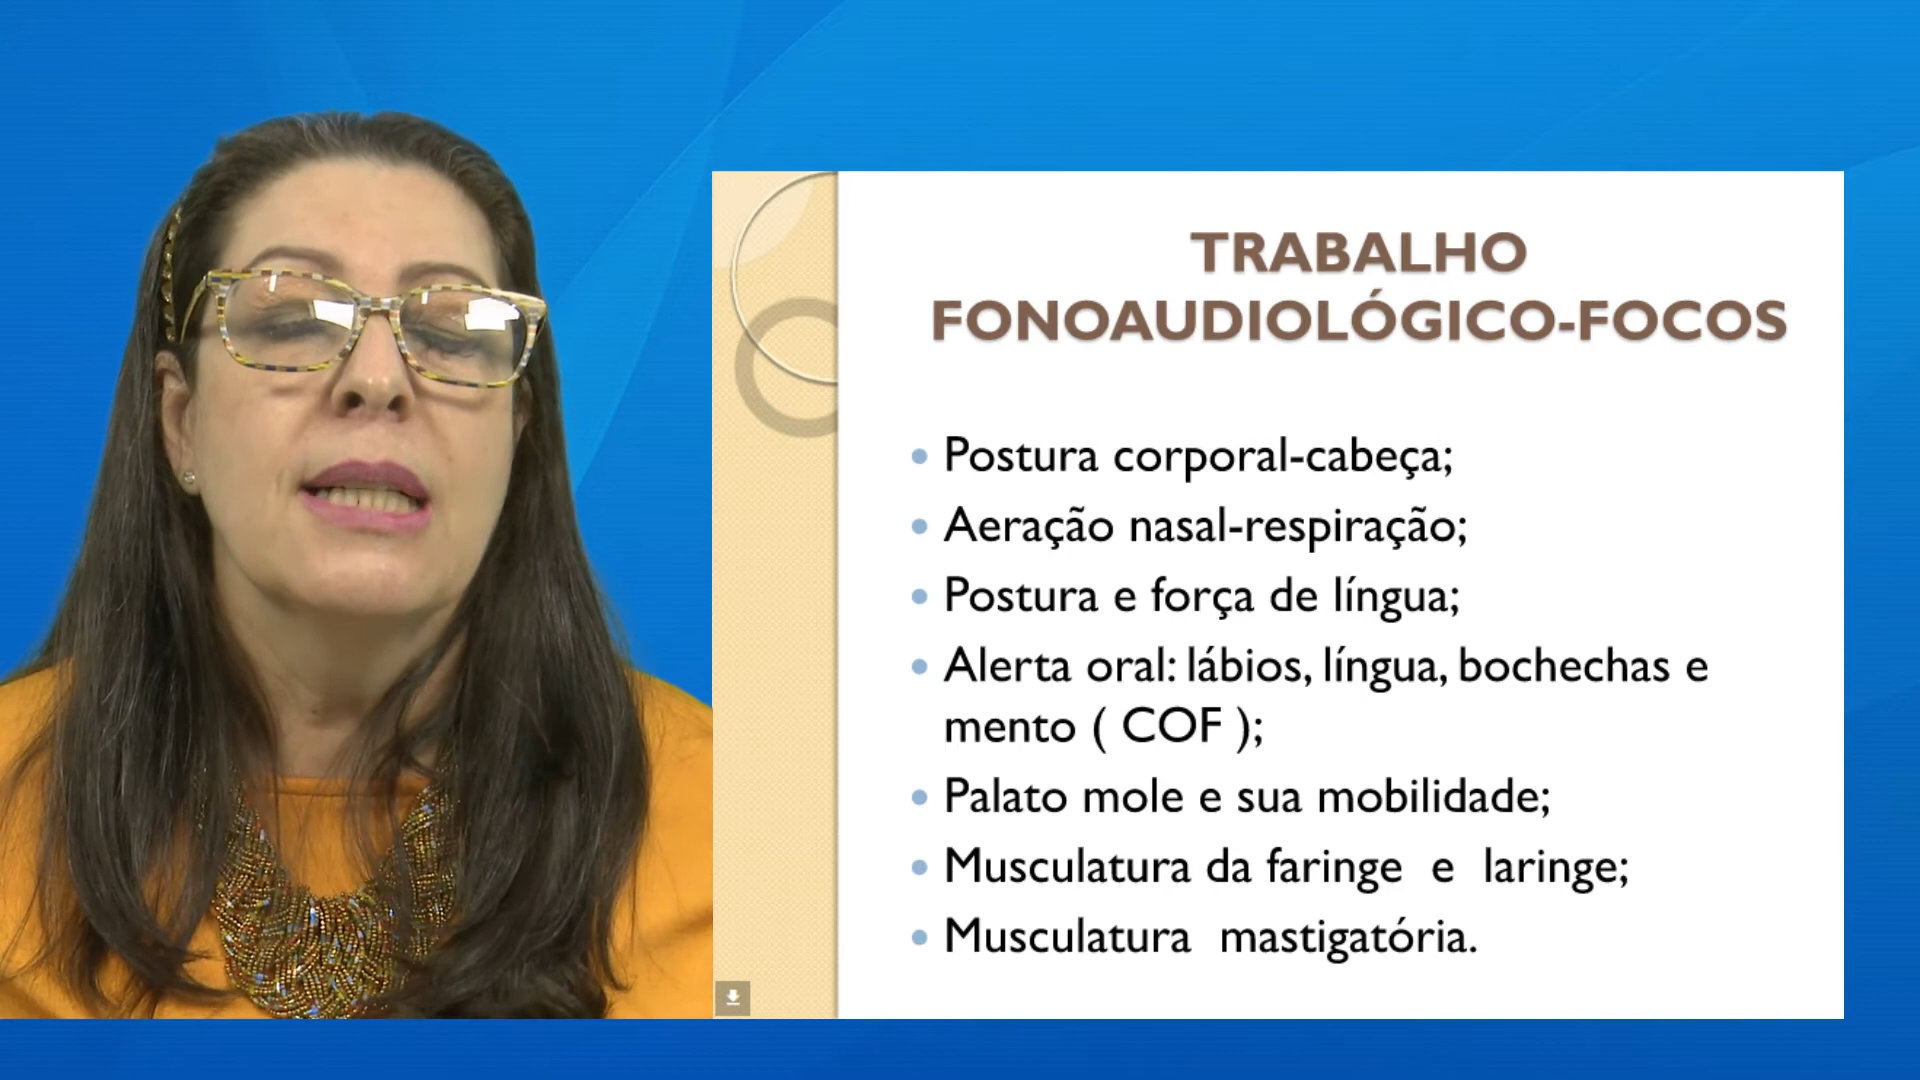 TRABALHO
FONOAUDIOLÓGICO-FOCOS
• Postura corporal-cabeça;
• Aeração nasal-respiração;
• Postura e força de língua;
• Alerta oral: lábios, língua, bochechas e
mento ( COF );
• Palato mole e sua mobilidade;
• Musculatura da faringe e laringe;
• Musculatura mastigatória.